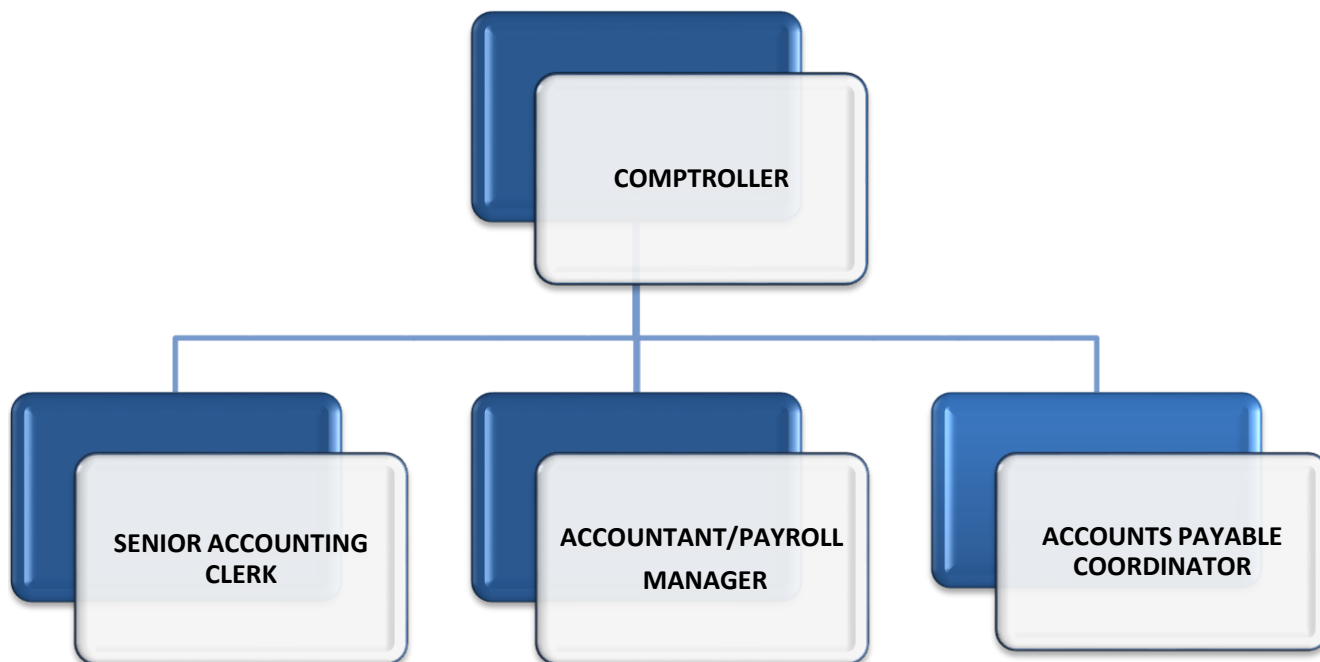 COMPTROLLER
SENIOR ACCOUNTING
CLERK
ACCOUNTANT/PAYROLL
MANAGER
ACCOUNTS PAYABLE
COORDINATOR